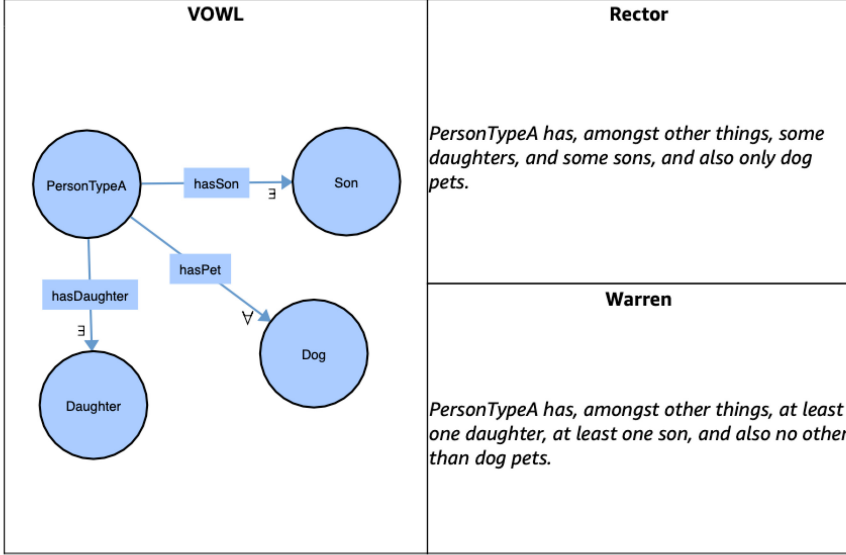 VOWL
PersonTypeA
hasSon
Son
∃
hasPet
hasDaughter
∀
∃
Dog
Daughter
Rector
PersonTypeA has, amongst other things, some
daughters, and some sons, and also only dog
pets.
Warren
PersonTypeA has, amongst other things, at least
one daughter, at least one son, and also no other
than dog pets.